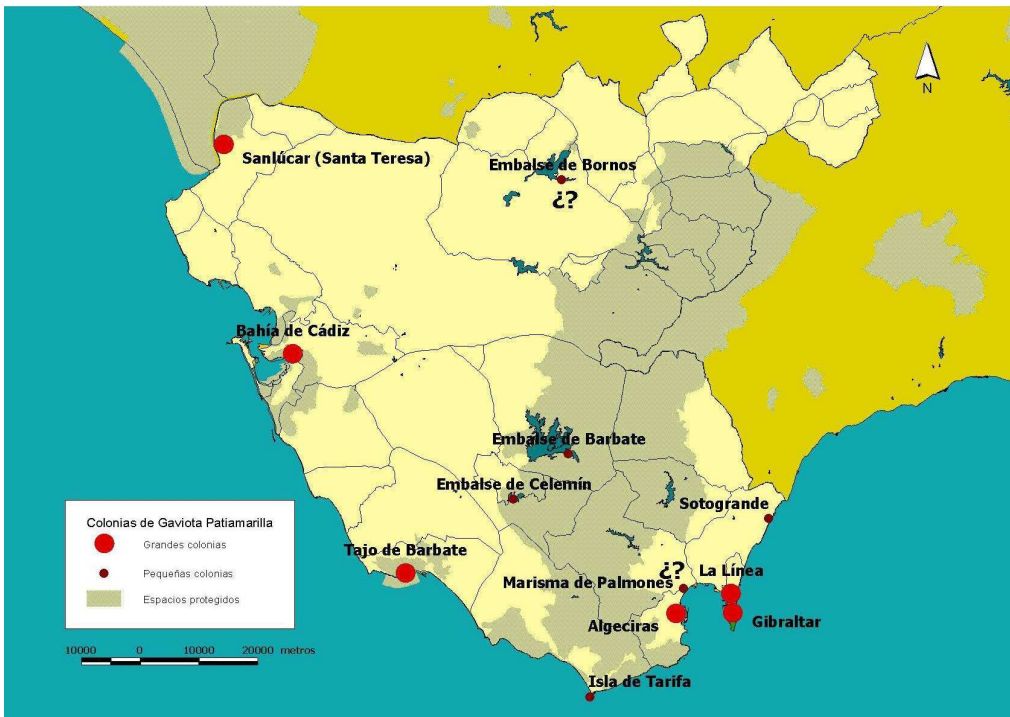 N
Sanlúcar (Santa Teresa)
Embalse de Bornos
¿?
Bahía de Cádiz
Embalse de Barbate
Embalse de Celemín
Sotogrande
Colonias de Gaviota Patiamarilla
Grandes colonias
Pequeñas colonias
Espacios protegidos
Tajo de Barbate
¿?
La Línea
Marisma de Palmones
Algeciras
Gibraltar
10000 0 10000 20000 metros
Isla de Tarifa